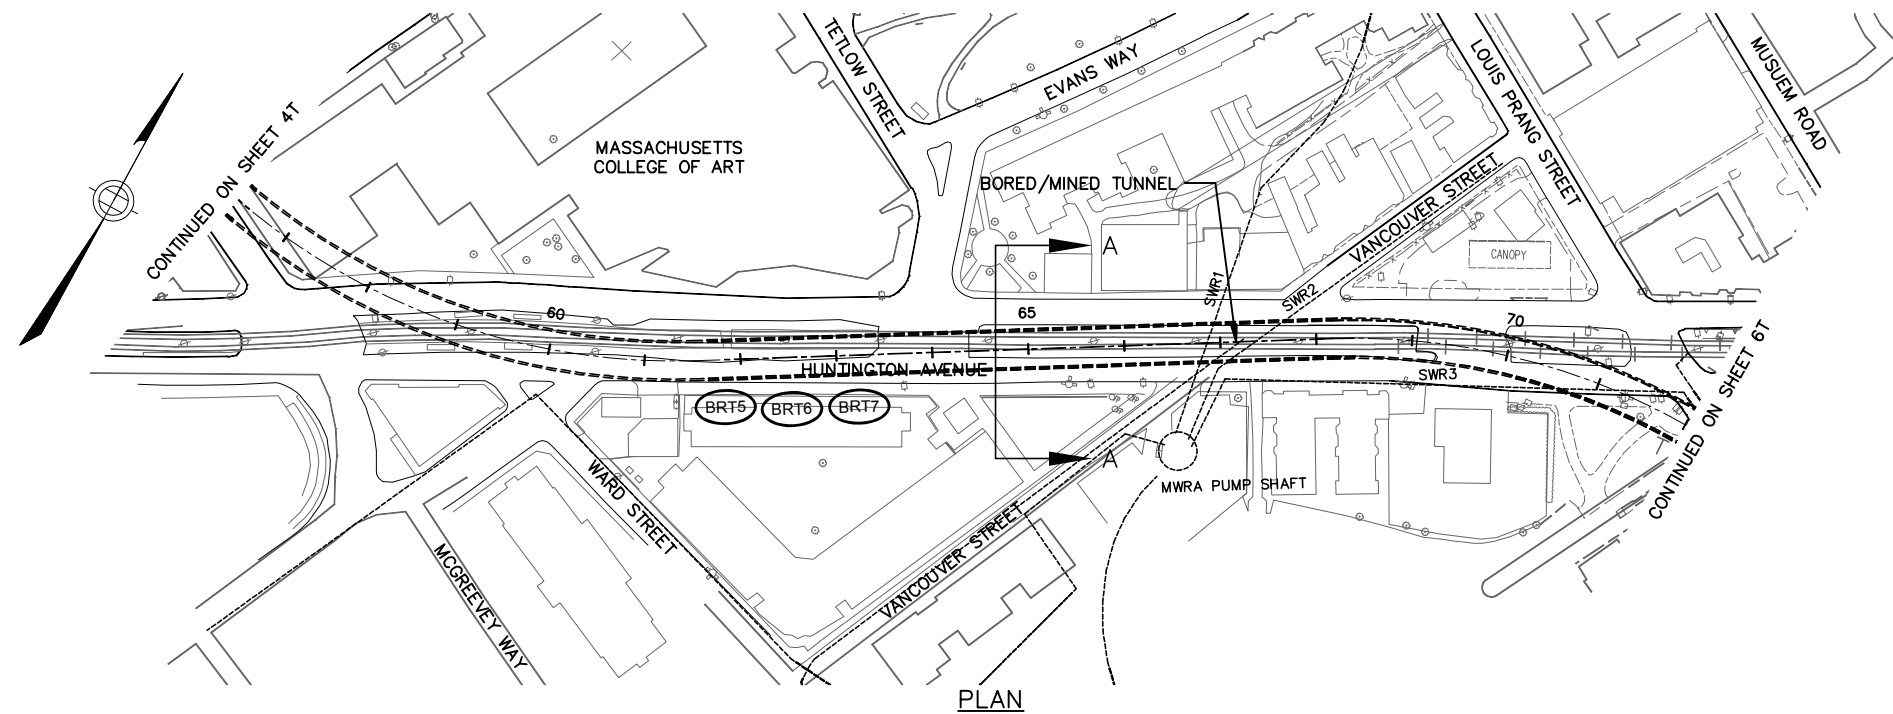 TETLOW STREET
EVANS WAY
LOUIS PRANG STREET
MUSUEM ROAD
CONTINUED ON SHEET 4T
MASSACHUSETTS
COLLEGE OF ART
BORED/MINED TUNNEL
VANCOUVER STREET
A
CANOPY
SWR1
SWR2
60
65
70
HUNTINGTON AVENUE
SWR3
CONTINUED ON SHEET 6T
BRT5
BRT6
BRT7
A
WARD STREET
MWRA PUMP SHAFT
MCGREEVEY WAY
VANCOUVER STREET
PLAN